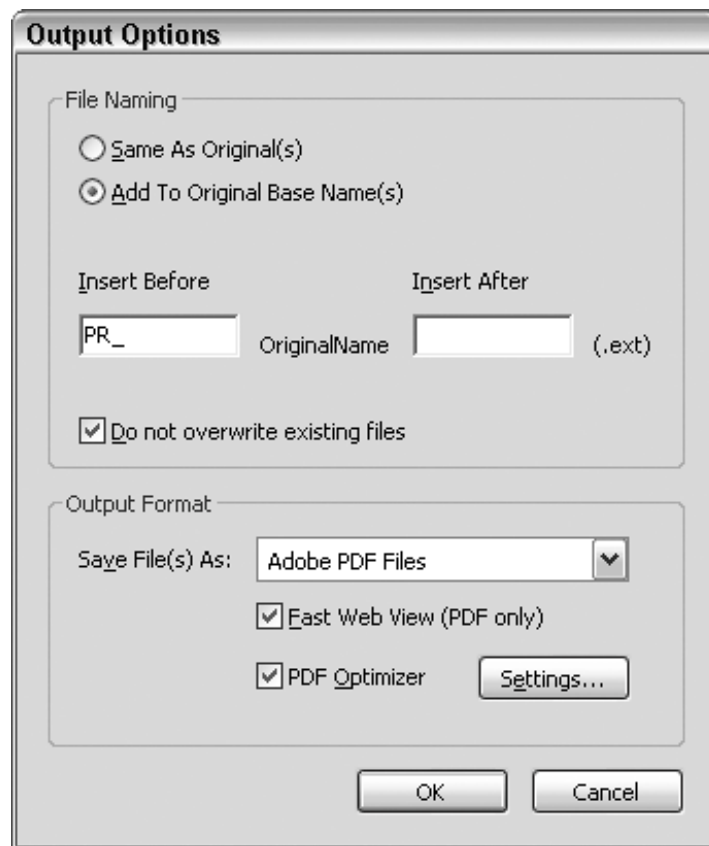 Output Options
File Naming
Same As Original(s)
Add To Original Base Name(s)
Insert Before
Insert After
PR_
OriginalName
(.ext)
Do not overwrite existing files
Output Format
Save File(s) As:
Adobe PDF Files
Fast Web View (PDF only)
PDF Optimizer
Settings...
OK
Cancel